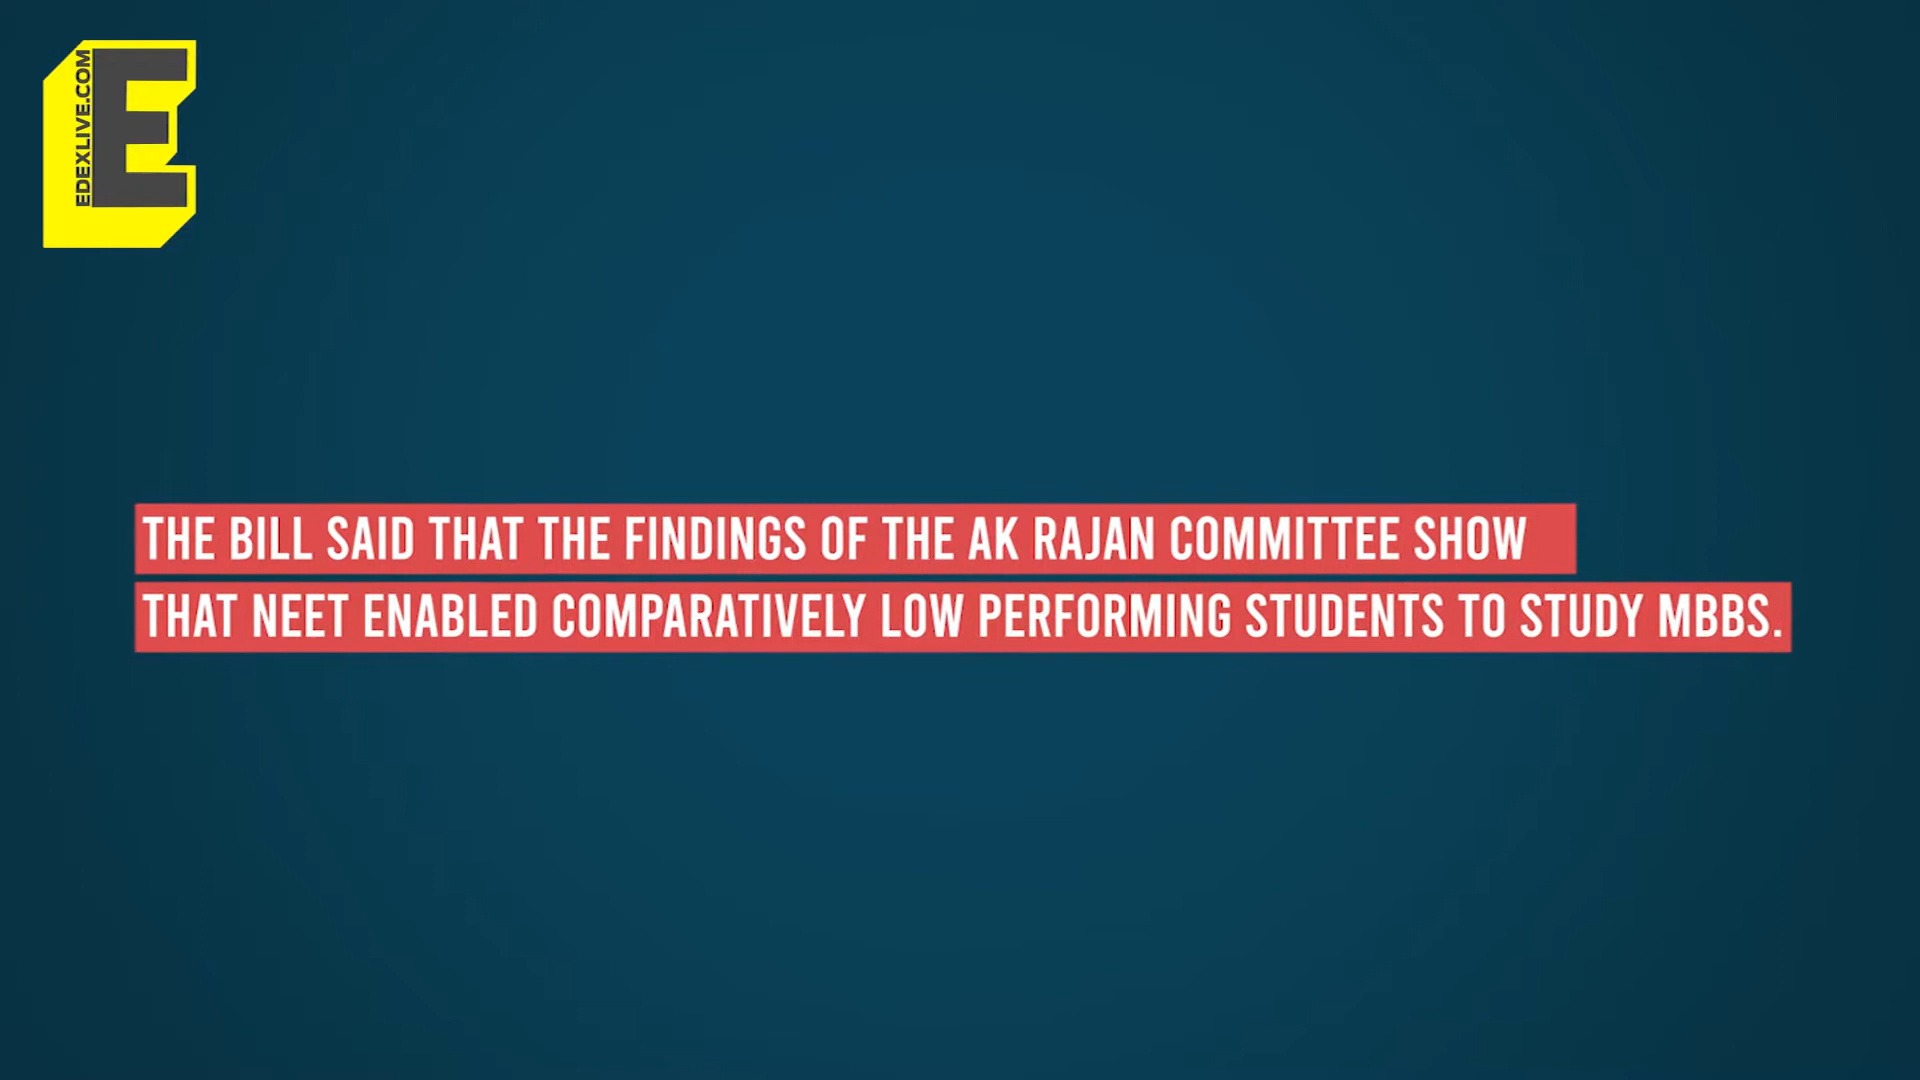 EDEXLIVE.COM
E
THE BILL SAID THAT THE FINDINGS OF THE AK RAJAN COMMITTEE SHOW
THAT NEET ENABLED COMPARATIVELY LOW PERFORMING STUDENTS TO STUDY MBBS.